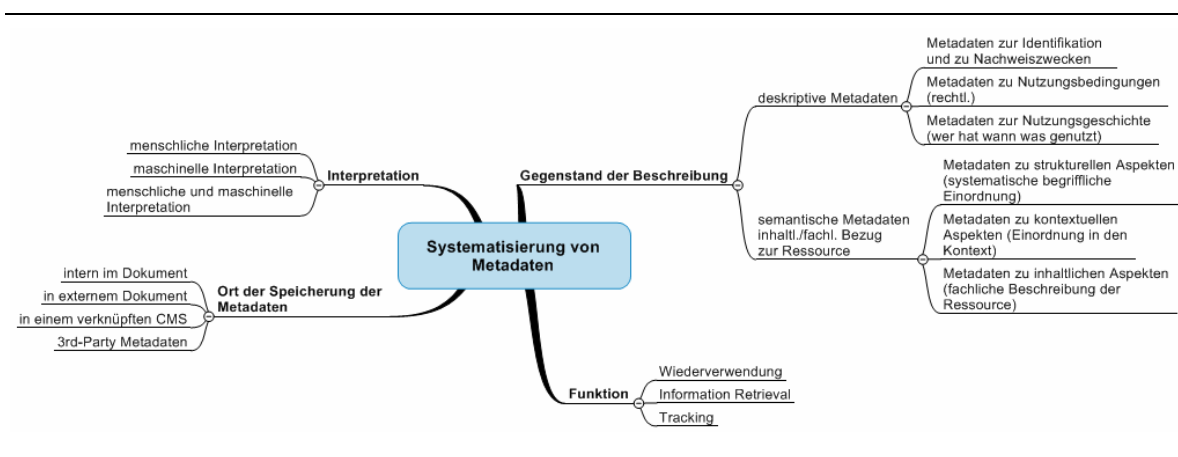 Systematisierung von
Metadaten
Interpretation
menschliche Interpretation
maschinelle Interpretation
menschliche und maschinelle
Interpretation
Ort der Speicherung der
Metadaten
intern im Dokument
in externem Dokument
in einem verknüpften CMS
3rd-Party Metadaten
Gegenstand der Beschreibung
deskriptive Metadaten
Metadaten zur Identifikation
und zu Nachweiszwecken
Metadaten zu Nutzungsbedingungen
(rechtl.)
Metadaten zur Nutzungsgeschichte
(wer hat wann was genutzt)
semantische Metadaten
inhaltl./fachl. Bezug
zur Ressource
Metadaten zu strukturellen Aspekten
(systematische begriffliche
Einordnung)
Metadaten zu kontextuellen
Aspekten (Einordnung in den
Kontext)
Metadaten zu inhaltlichen Aspekten
(fachliche Beschreibung der
Ressource)
Funktion
Wiederverwendung
Information Retrieval
Tracking